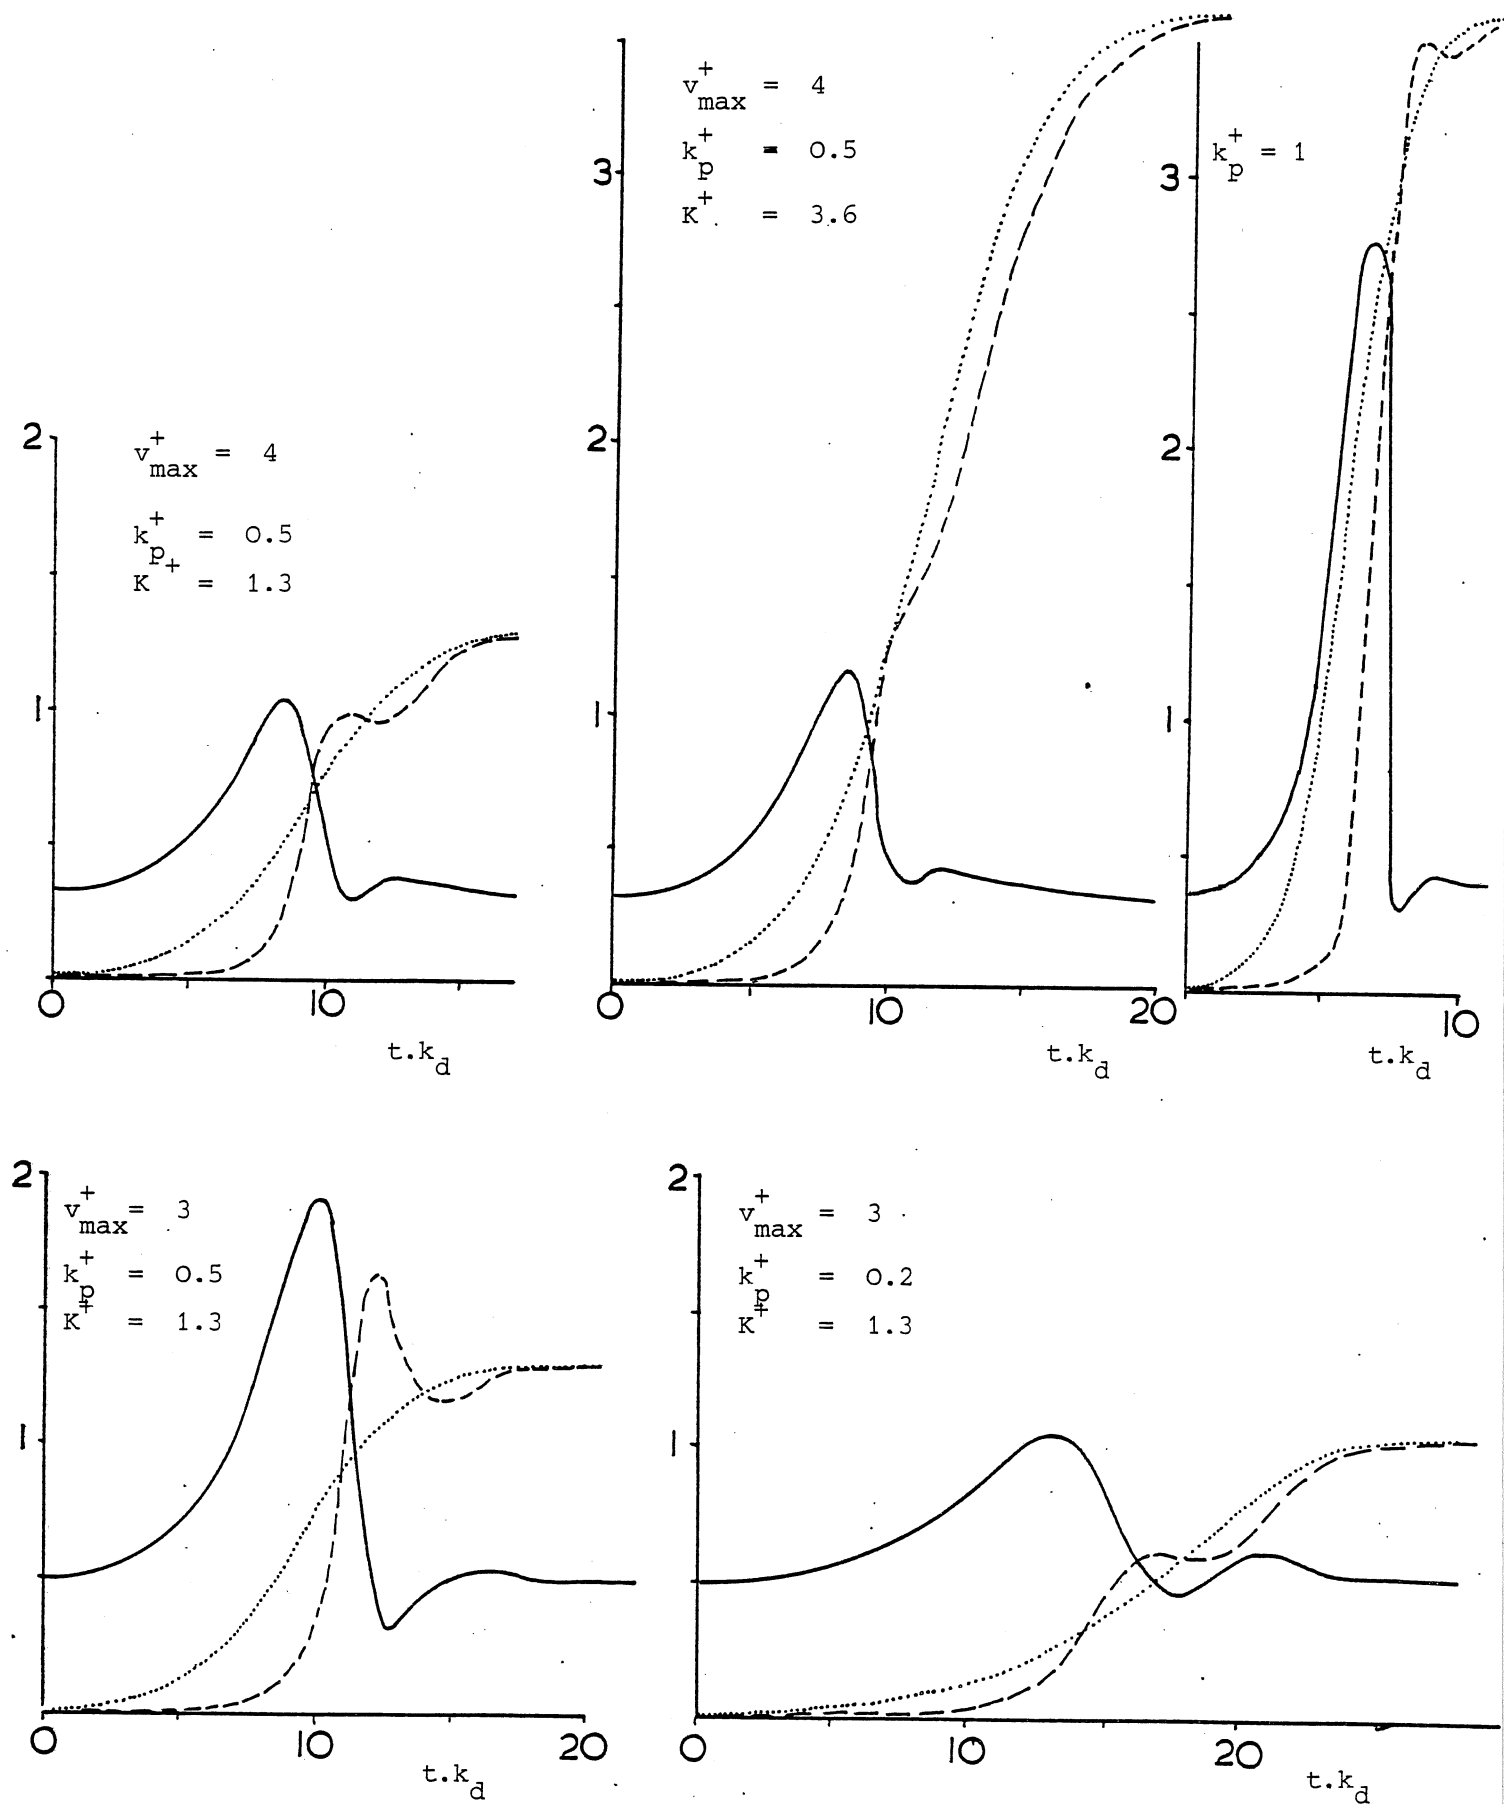 v+max = 4
k+p = 0.5
K+ = 3.6
3
2
1
0
10
20
t.kd
k+p = 1
3
2
1
10
t.kd
2
v+max = 4
k+p = 0.5
K+ = 1.3
1
0
10
t.kd
2
v+max = 3
k+p = 0.5
K+ = 1.3
1
0
10
20
t.kd
2
v+max = 3
k+p = 0.2
K+ = 1.3
1
0
10
20
t.kd